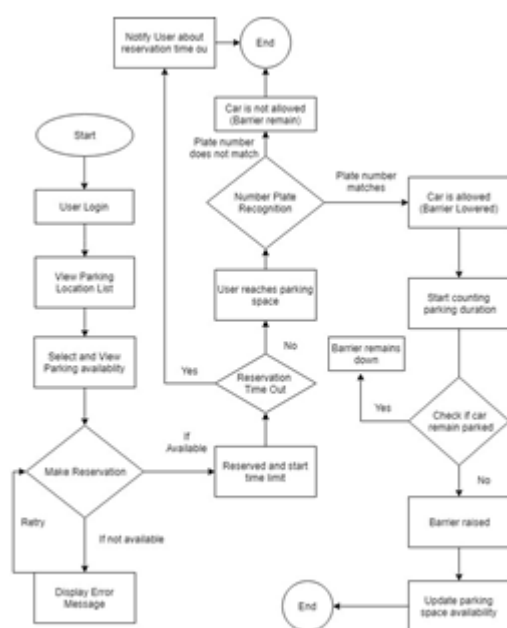 Start
User Login
View Parking
Location List
Select and View
Parking availablity
Make Reservation
Retry
If not available
Display Error
Message
If
Available
Reserved and start
time limit
Reservation
Time Out
Yes
No
Notify User about
reservation time ou
End
User reaches parking
space
Number Plate
Recognition
Plate number
does not match
Car is not allowed
(Barrier remain)
Plate number
matches
Car is allowed
(Barrier Lowered)
Start counting
parking duration
Check if car
remain parked
Yes
Barrier remains
down
No
Barrier raised
Update parking
space availability
End